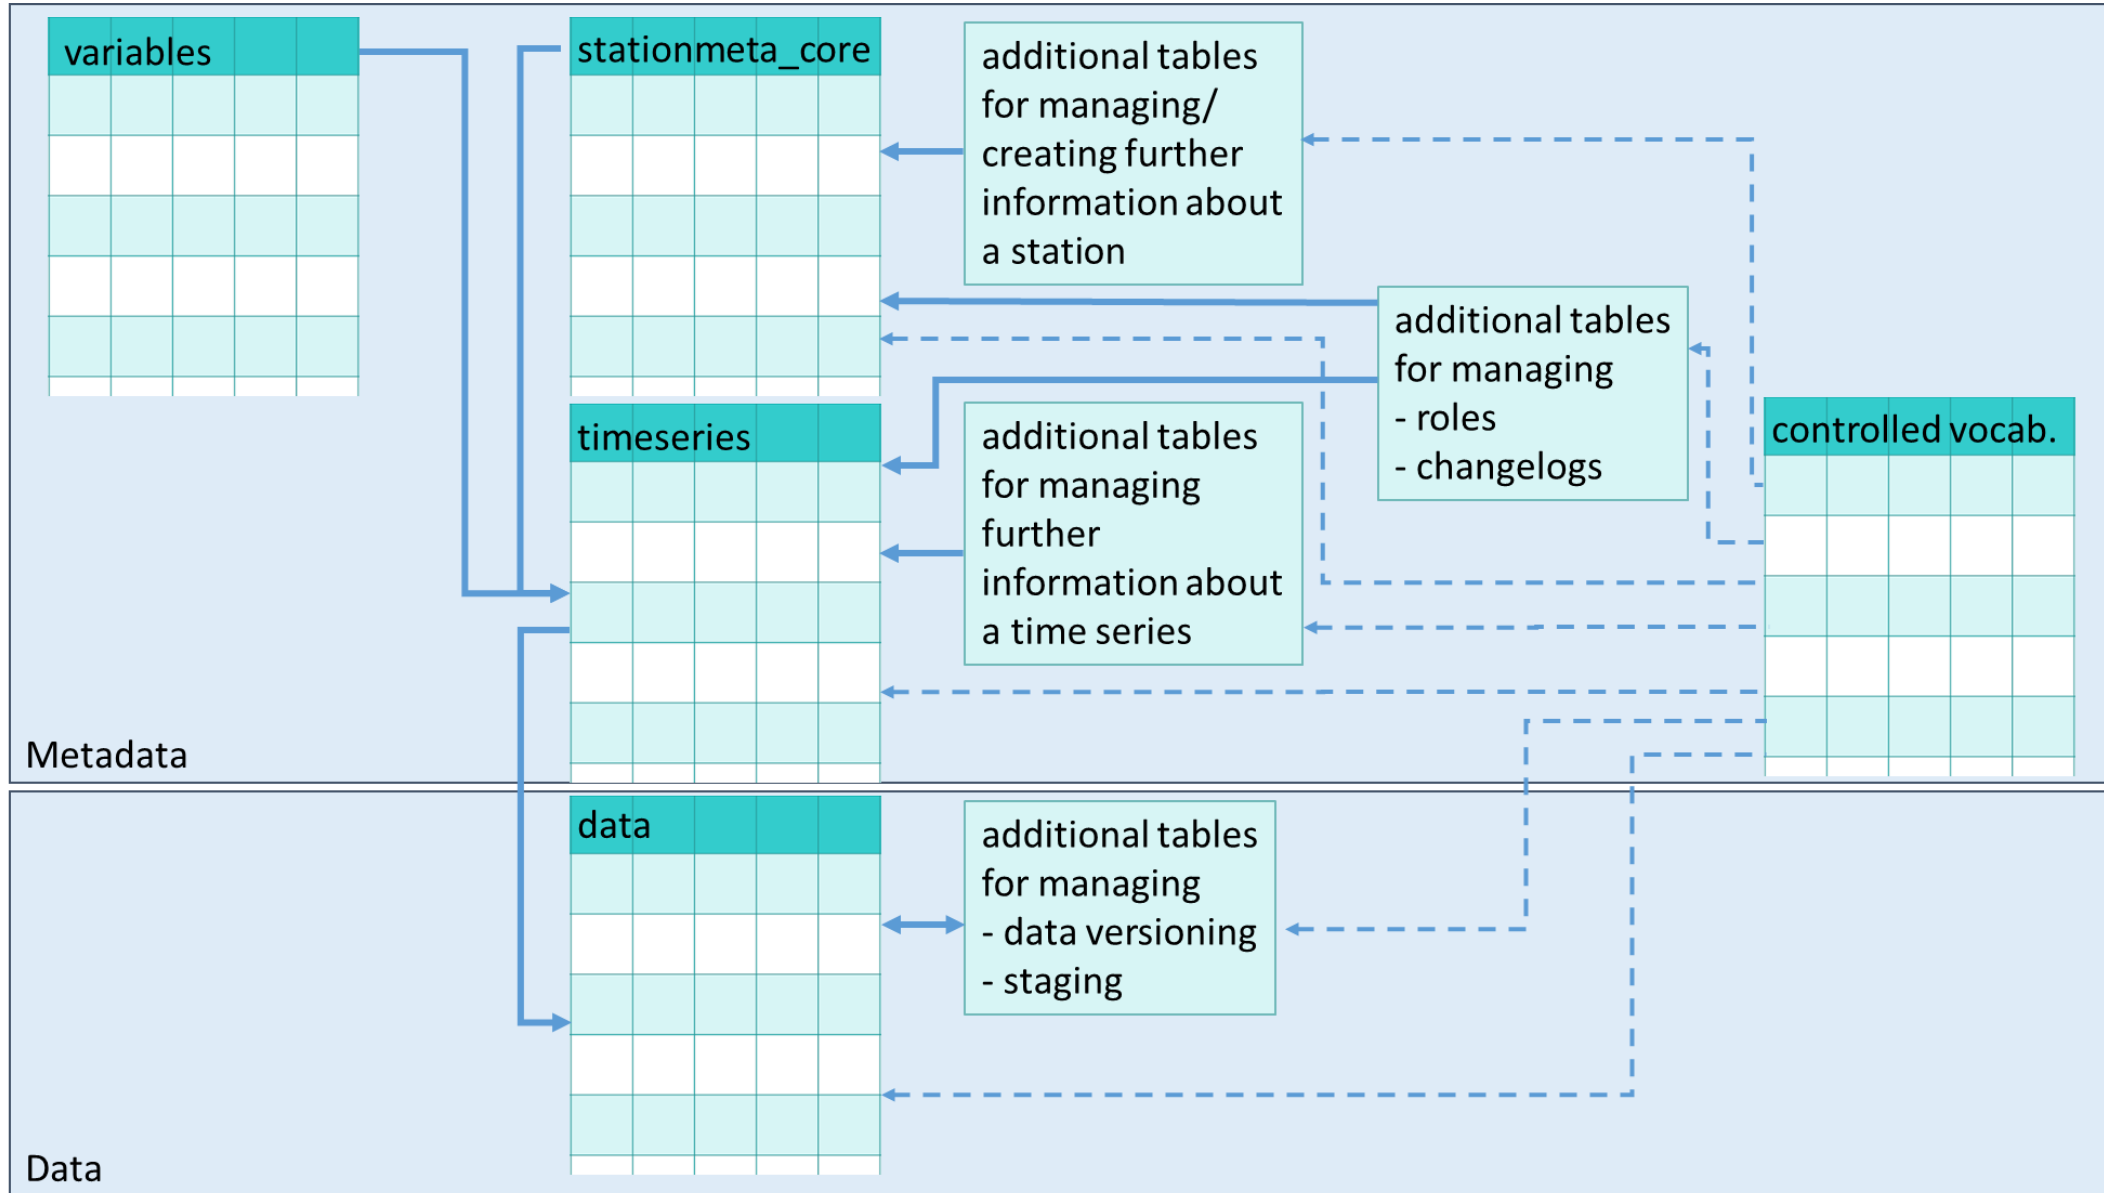 variables
stationmeta_core
additional tables
for managing/
creating further
information about
a station
additional tables
for managing
- roles
- changelogs
controlled vocab.
timeseries
additional tables
for managing
further
information about
a time series
Metadata
data
additional tables
for managing
- data versioning
- staging
Data